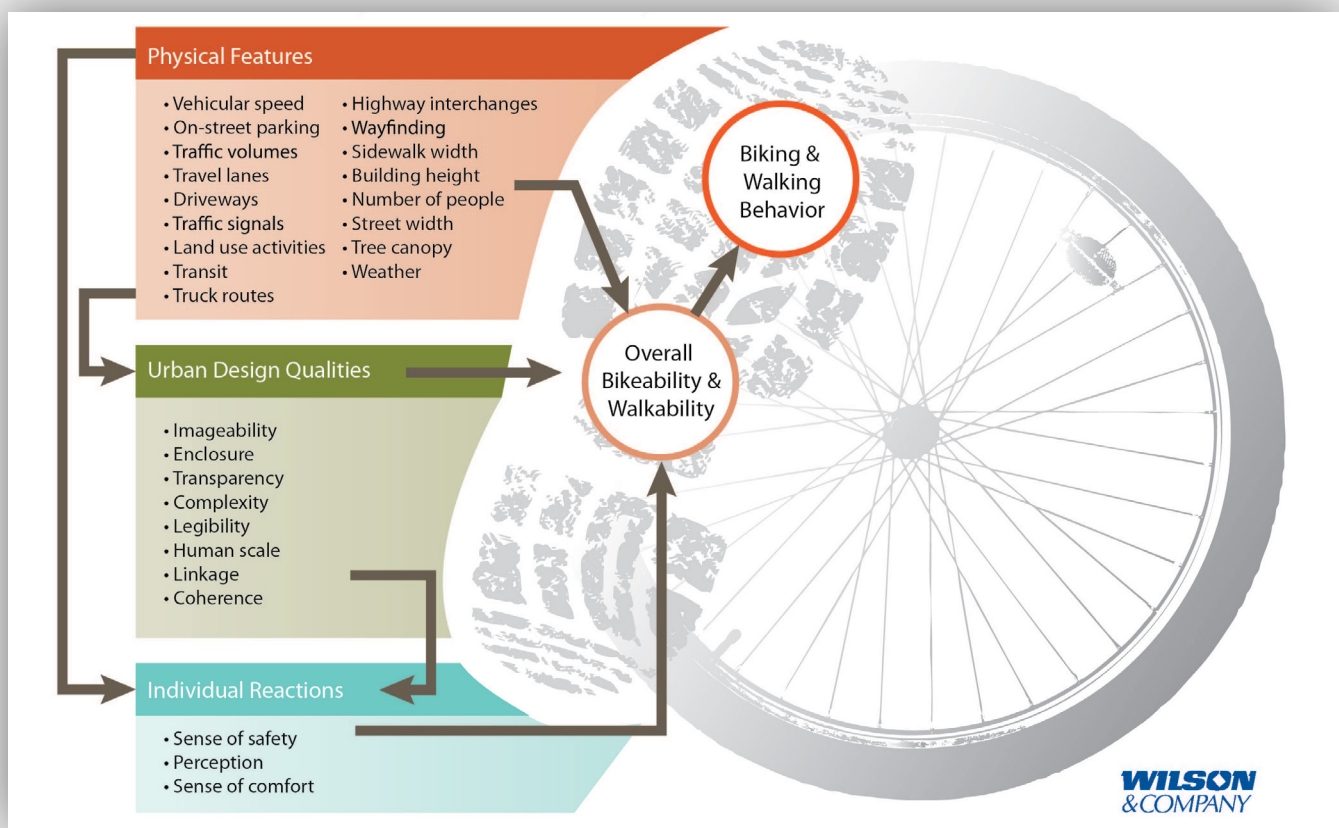 Physical Features
• Vehicular speed
• On-street parking
• Traffic volumes
• Travel lanes
• Driveways
• Traffic signals
• Land use activities
• Transit
• Truck routes
• Highway interchanges
• Wayfinding
• Sidewalk width
• Building height
• Number of people
• Street width
• Tree canopy
• Weather
Urban Design Qualities
• Imageability
• Enclosure
• Transparency
• Complexity
• Legibility
• Human scale
• Linkage
• Coherence
Individual Reactions
• Sense of safety
• Perception
• Sense of comfort
Overall
Bikeability &
Walkability
Biking &
Walking
Behavior
WILSON
&COMPANY